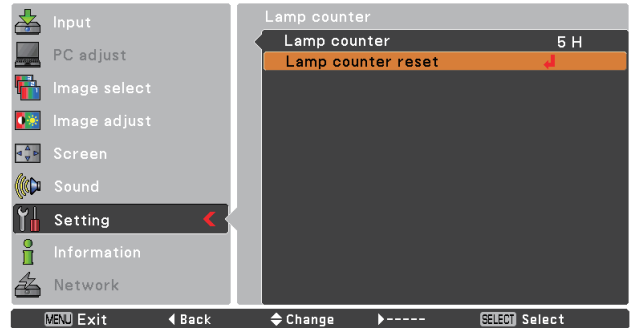 Input
PC adjust
Image select
Image adjust
Screen
Sound
Setting
Information
Network
Lamp counter
Lamp counter 5 H
Lamp counter reset
MENU Exit Back Change ----- SELECT Select